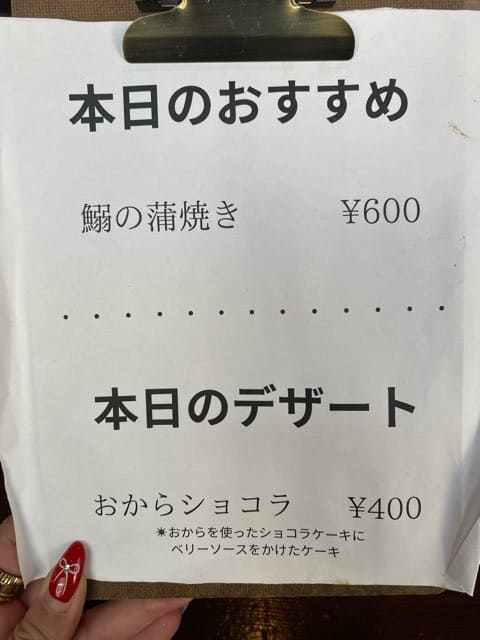 本日のおすすめ
鰯の蒲焼き ¥600
・・・・・・・・・・・・・
本日のデザート
おからショコラ ¥400
✴おからを使ったショコラケーキに
ベリーソースをかけたケーキ